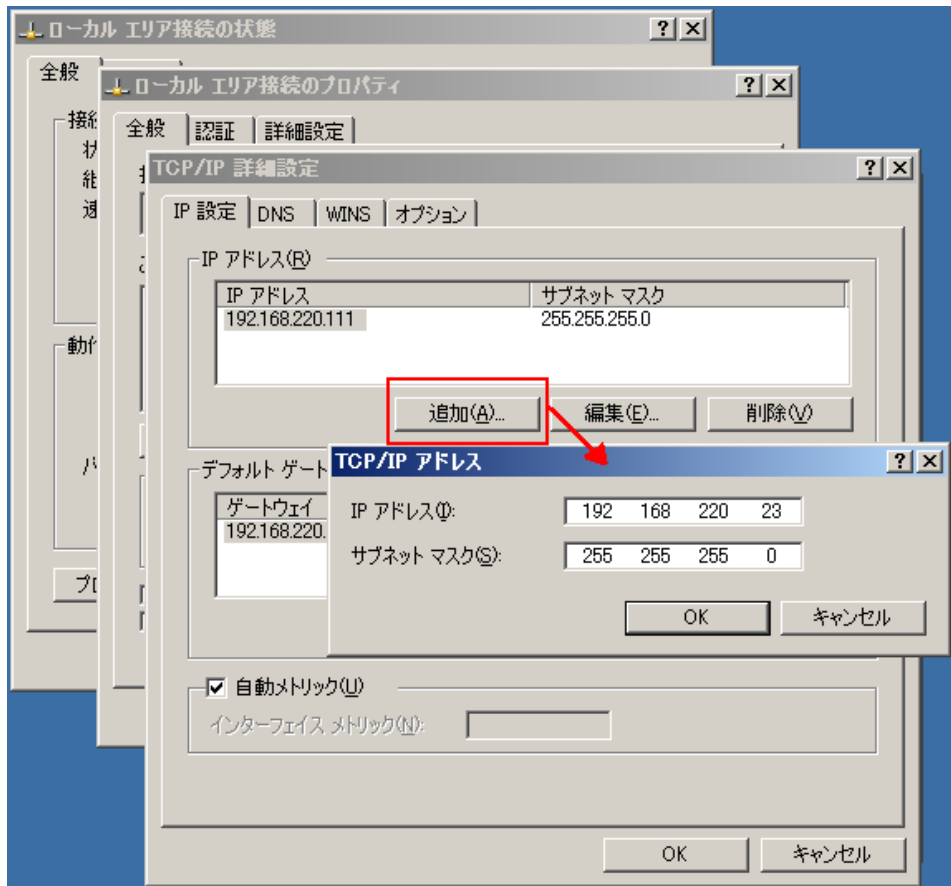 ローカル エリア接続の状態
全般
ローカル エリア接続のプロパティ
全般 認証 詳細設定
TCP/IP 詳細設定
IP 設定 DNS WINS オプション
IP アドレス(R)
IP アドレス サブネット マスク
192.168.220.111 255.255.255.0
追加(A)... 編集(E)... 削除(V)
デフォルト ゲート
ゲートウェイ
192.168.220.
TCP/IP アドレス
IP アドレス(I): 192 168 220 23
サブネット マスク(S): 255 255 255 0
OK キャンセル
自動メトリック(U)
インターフェイス メトリック(N):
OK キャンセル